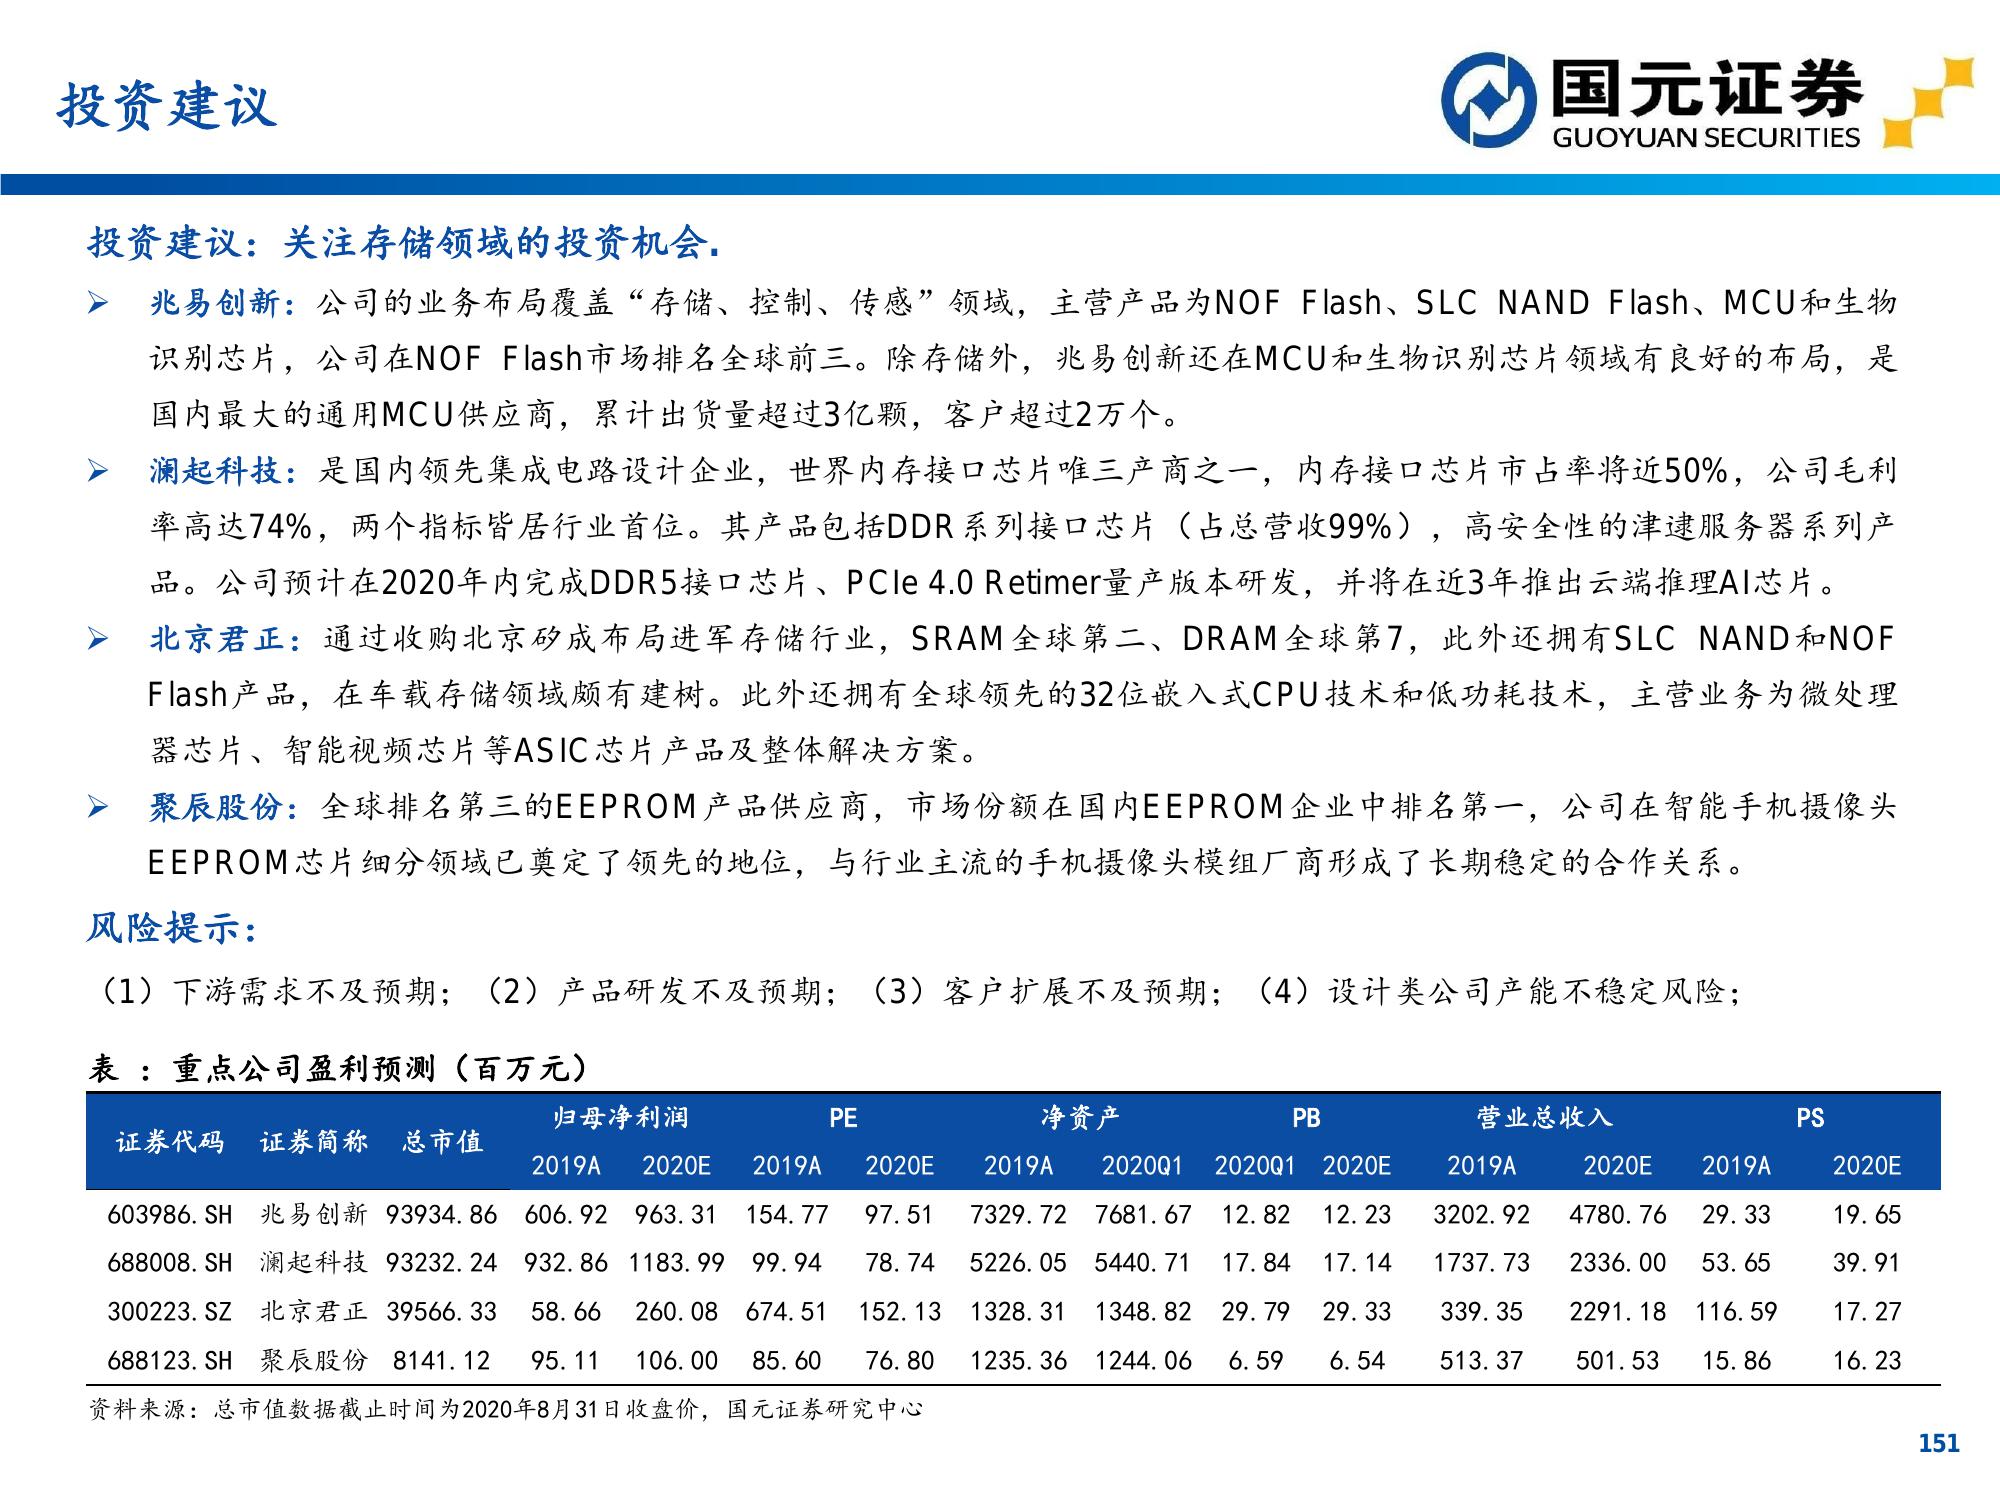 投资建议
国元证券
GUOYUAN SECURITIES
投资建议：关注存储领域的投资机会.
➢ 兆易创新：公司的业务布局覆盖“存储、控制、传感”领域，主营产品为NOF Flash、SLC NAND Flash、MCU和生物
识别芯片，公司在NOF Flash市场排名全球前三。除存储外，兆易创新还在MCU和生物识别芯片领域有良好的布局，是
国内最大的通用MCU供应商，累计出货量超过3亿颗，客户超过2万个。
➢ 澜起科技：是国内领先集成电路设计企业，世界内存接口芯片唯三产商之一，内存接口芯片市占率将近50%，公司毛利
率高达74%，两个指标皆居行业首位。其产品包括DDR系列接口芯片（占总营收99%），高安全性的津逮服务器系列产
品。公司预计在2020年内完成DDR5接口芯片、PCIe 4.0 Retimer量产版本研发，并将在近3年推出云端推理AI芯片。
➢ 北京君正：通过收购北京矽成布局进军存储行业，SRAM全球第二、DRAM全球第7，此外还拥有SLC NAND和NOF
Flash产品，在车载存储领域颇有建树。此外还拥有全球领先的32位嵌入式CPU技术和低功耗技术，主营业务为微处理
器芯片、智能视频芯片等ASIC芯片产品及整体解决方案。
➢ 聚辰股份：全球排名第三的EEPROM产品供应商，市场份额在国内EEPROM企业中排名第一，公司在智能手机摄像头
EEPROM芯片细分领域已奠定了领先的地位，与行业主流的手机摄像头模组厂商形成了长期稳定的合作关系。
风险提示：
（1）下游需求不及预期；（2）产品研发不及预期；（3）客户扩展不及预期；（4）设计类公司产能不稳定风险；
表 ：重点公司盈利预测（百万元）
证券代码 证券简称 总市值 归母净利润 PE 净资产 PB 营业总收入 PS
2019A 2020E 2019A 2020E 2019A 2020Q1 2020Q1 2020E 2019A 2020E 2019A 2020E
603986.SH 兆易创新 93934.86 606.92 963.31 154.77 97.51 7329.72 7681.67 12.82 12.23 3202.92 4780.76 29.33 19.65
688008.SH 澜起科技 93232.24 932.86 1183.99 99.94 78.74 5226.05 5440.71 17.84 17.14 1737.73 2336.00 53.65 39.91
300223.SZ 北京君正 39566.33 58.66 260.08 674.51 152.13 1328.31 1348.82 29.79 29.33 339.35 2291.18 116.59 17.27
688123.SH 聚辰股份 8141.12 95.11 106.00 85.60 76.80 1235.36 1244.06 6.59 6.54 513.37 501.53 15.86 16.23
资料来源：总市值数据截止时间为2020年8月31日收盘价，国元证券研究中心
151